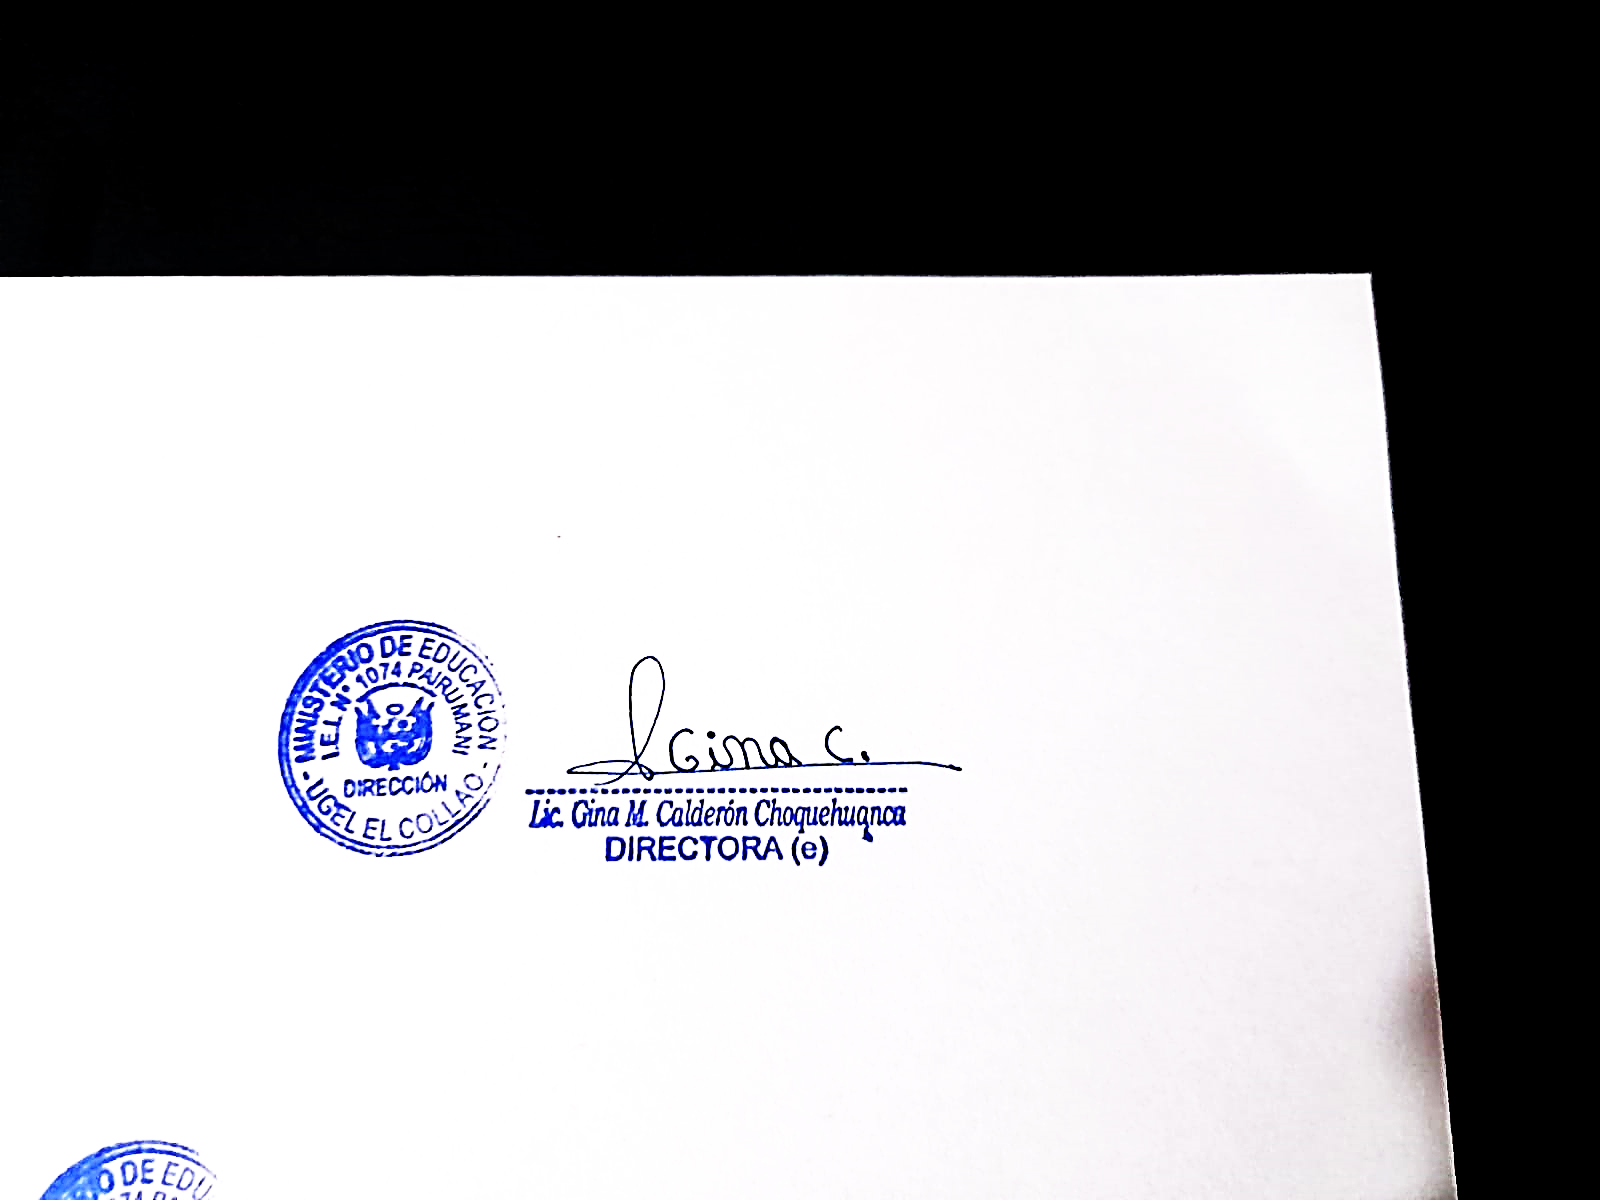 MINISTERIO DE EDUCACIÓN
I.E.I. N° 1074 PAIRUMANI
DIRECCIÓN
- UGEL EL COLLAO -
Gina C.
Lic. Gina M. Calderón Choquehuanca
DIRECTORA (e)
O DE EDU